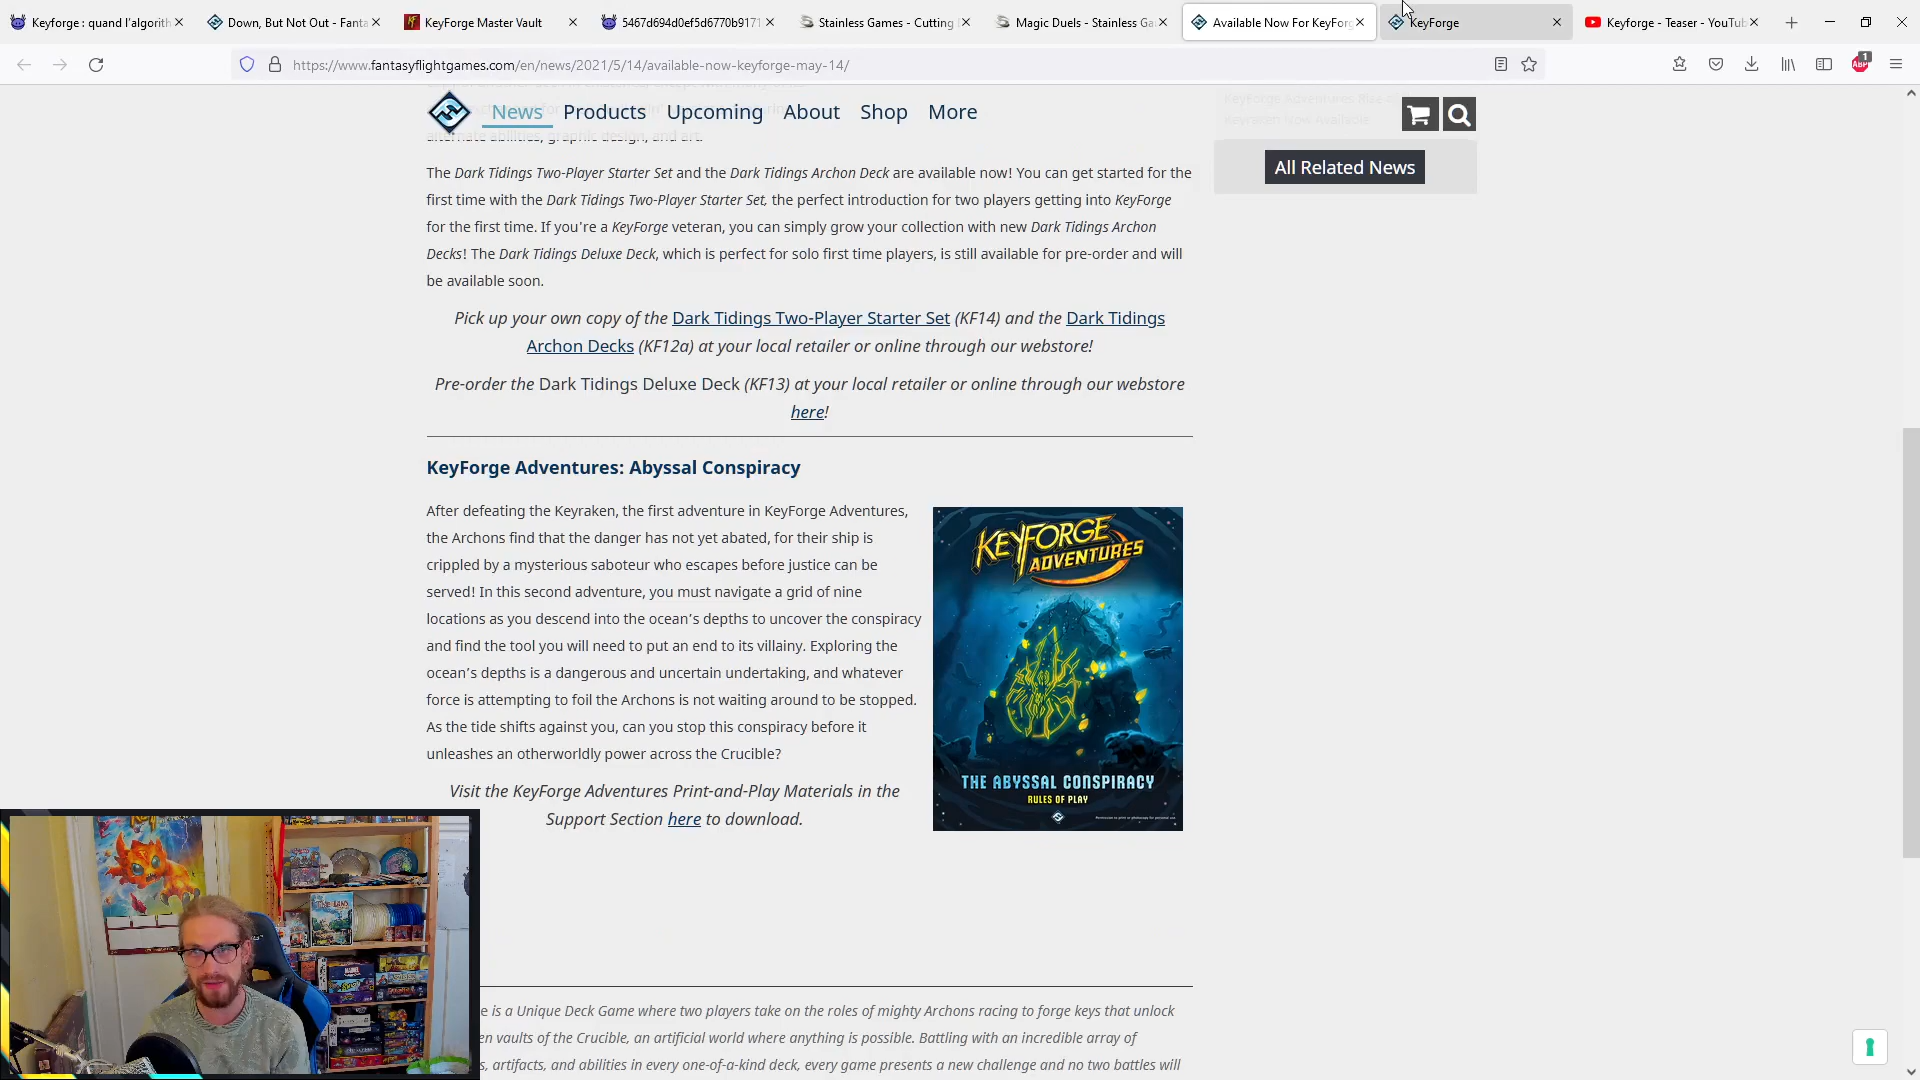 Keyforge : quand l'algorith
Down, But Not Out - Fanta
KeyForge Master Vault
5467d694d0ef5d6770b9171
Stainless Games - Cutting
Magic Duels - Stainless Ga
Available Now For KeyForg
KeyForge
Keyforge - Teaser - YouTub
https://www.fantasyflightgames.com/en/news/2021/5/14/available-now-keyforge-may-14/
ABP
1
News
Products
Upcoming
About
Shop
More
alternate abilities, graphic design, and art.
Keyraken Now Available
All Related News
The Dark Tidings Two-Player Starter Set and the Dark Tidings Archon Deck are available now! You can get started for the
first time with the Dark Tidings Two-Player Starter Set, the perfect introduction for two players getting into KeyForge
for the first time. If you're a KeyForge veteran, you can simply grow your collection with new Dark Tidings Archon
Decks! The Dark Tidings Deluxe Deck, which is perfect for solo first time players, is still available for pre-order and will
be available soon.
Pick up your own copy of the Dark Tidings Two-Player Starter Set (KF14) and the Dark Tidings
Archon Decks (KF12a) at your local retailer or online through our webstore!
Pre-order the Dark Tidings Deluxe Deck (KF13) at your local retailer or online through our webstore
here!
KeyForge Adventures: Abyssal Conspiracy
After defeating the Keyraken, the first adventure in KeyForge Adventures,
the Archons find that the danger has not yet abated, for their ship is
crippled by a mysterious saboteur who escapes before justice can be
served! In this second adventure, you must navigate a grid of nine
locations as you descend into the ocean's depths to uncover the conspiracy
and find the tool you will need to put an end to its villainy. Exploring the
ocean's depths is a dangerous and uncertain undertaking, and whatever
force is attempting to foil the Archons is not waiting around to be stopped.
As the tide shifts against you, can you stop this conspiracy before it
unleashes an otherworldly power across the Crucible?
Visit the KeyForge Adventures Print-and-Play Materials in the
Support Section here to download.
KEYFORGE
ADVENTURES
THE ABYSSAL CONSPIRACY
RULES OF PLAY
e is a Unique Deck Game where two players take on the roles of mighty Archons racing to forge keys that unlock
en vaults of the Crucible, an artificial world where anything is possible. Battling with an incredible array of
s, artifacts, and abilities in every one-of-a-kind deck, every game presents a new challenge and no two battles will